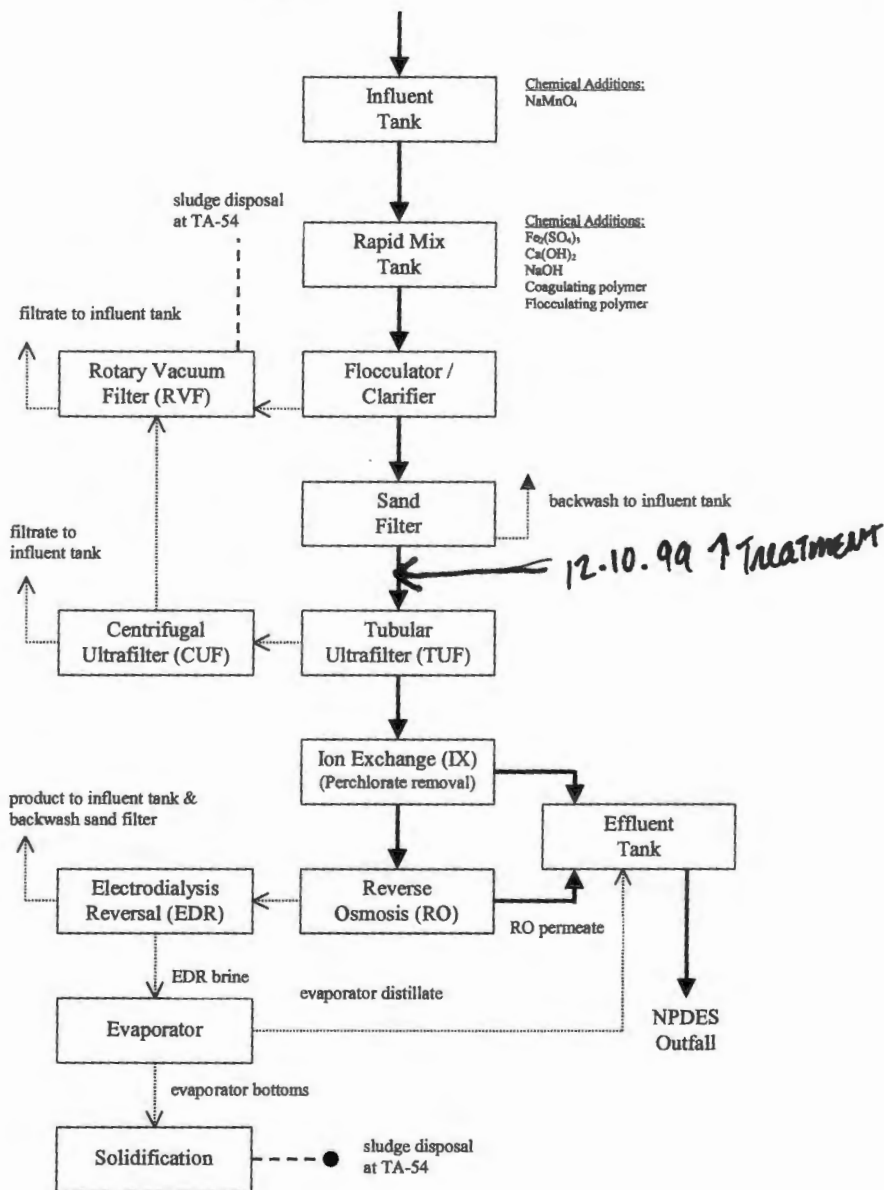 Influent
Tank
Chemical Additions:
NaMnO₄
sludge disposal
at TA-54
Rapid Mix
Tank
Chemical Additions:
Fe₂(SO₄)₃
Ca(OH)₂
NaOH
Coagulating polymer
Flocculating polymer
filtrate to influent tank
Rotary Vacuum
Filter (RVF)
Flocculator /
Clarifier
Sand
Filter
backwash to influent tank
filtrate to
influent tank
12.10.99 ↑ Treatment
Centrifugal
Ultrafilter (CUF)
Tubular
Ultrafilter (TUF)
Ion Exchange (IX)
(Perchlorate removal)
product to influent tank &
backwash sand filter
Effluent
Tank
Electrodialysis
Reversal (EDR)
Reverse
Osmosis (RO)
RO permeate
EDR brine
evaporator distillate
Evaporator
NPDES
Outfall
evaporator bottoms
Solidification
sludge disposal
at TA-54